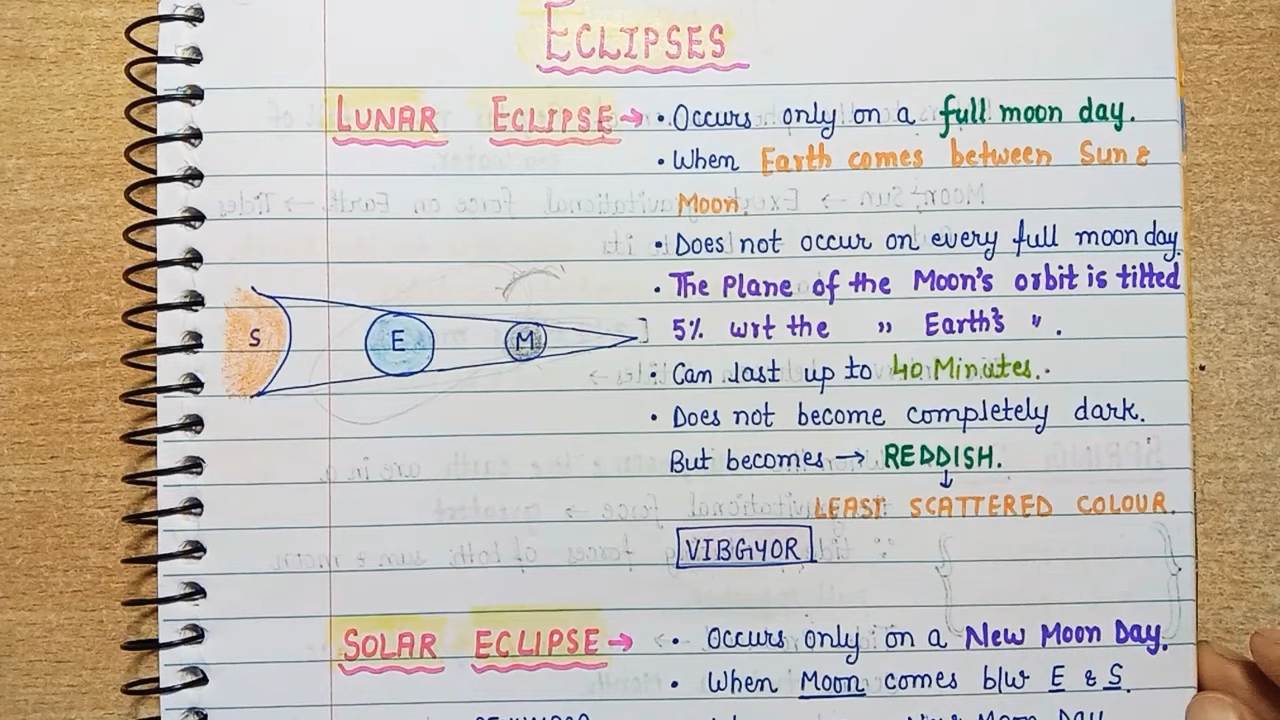 ECLIPSES
LUNAR ECLIPSE → • Occurs only on a full moon day.
• When Earth comes between Sun &
Moon.
• Does not occur on every full moon day.
• The Plane of the Moon's orbit is tilted
5% wrt the " Earth's ".
• Can last up to 40 Minutes.
• Does not become completely dark.
But becomes → REDDISH.
↓
LEAST SCATTERED COLOUR.
VIBGYOR
S E M
SOLAR ECLIPSE → • Occurs only on a New Moon Day.
• When Moon comes b/w E & S.
New Moon Day